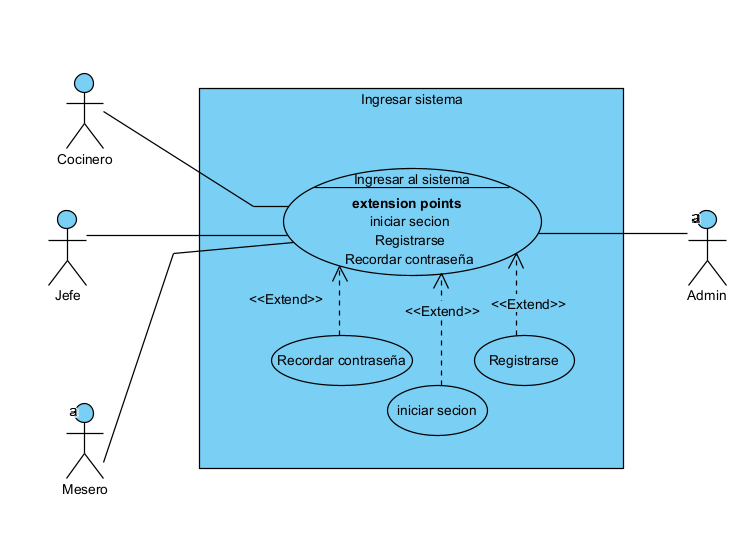 Ingresar sistema
Cocinero
Ingresar al sistema
extension points
iniciar secion
Registrarse
Recordar contraseña
a
Jefe
a
Admin
<<Extend>>
<<Extend>>
<<Extend>>
Recordar contraseña
Registrarse
iniciar secion
a
Mesero